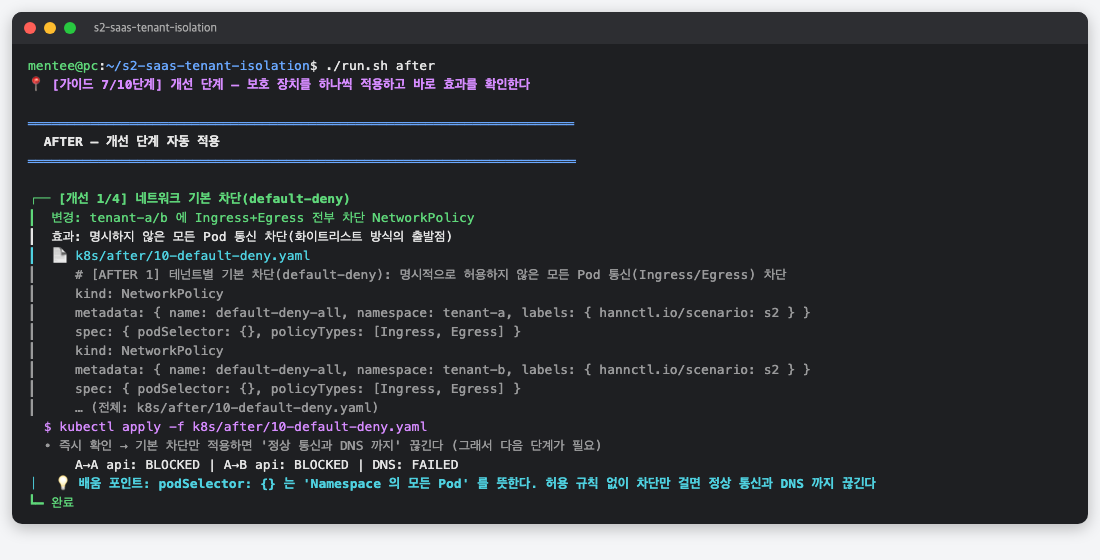 s2-saas-tenant-isolation
mentee@pc:~/s2-saas-tenant-isolation$ ./run.sh after
📍 [가이드 7/10단계] 개선 단계 — 보호 장치를 하나씩 적용하고 바로 효과를 확인한다
AFTER — 개선 단계 자동 적용
┌── [개선 1/4] 네트워크 기본 차단(default-deny)
┃ 변경: tenant-a/b 에 Ingress+Egress 전부 차단 NetworkPolicy
┃ 효과: 명시하지 않은 모든 Pod 통신 차단(화이트리스트 방식의 출발점)
┃ 📄 k8s/after/10-default-deny.yaml
┃ # [AFTER 1] 테넌트별 기본 차단(default-deny): 명시적으로 허용하지 않은 모든 Pod 통신(Ingress/Egress) 차단
┃ kind: NetworkPolicy
┃ metadata: { name: default-deny-all, namespace: tenant-a, labels: { hannctl.io/scenario: s2 } }
┃ spec: { podSelector: {}, policyTypes: [Ingress, Egress] }
┃ kind: NetworkPolicy
┃ metadata: { name: default-deny-all, namespace: tenant-b, labels: { hannctl.io/scenario: s2 } }
┃ spec: { podSelector: {}, policyTypes: [Ingress, Egress] }
┃ … (전체: k8s/after/10-default-deny.yaml)
$ kubectl apply -f k8s/after/10-default-deny.yaml
• 즉시 확인 → 기본 차단만 적용하면 '정상 통신과 DNS 까지' 끊긴다 (그래서 다음 단계가 필요)
A→A api: BLOCKED | A→B api: BLOCKED | DNS: FAILED
│ 💡 배움 포인트: podSelector: {} 는 'Namespace 의 모든 Pod' 를 뜻한다. 허용 규칙 없이 차단만 걸면 정상 통신과 DNS 까지 끊긴다
┗━ 완료